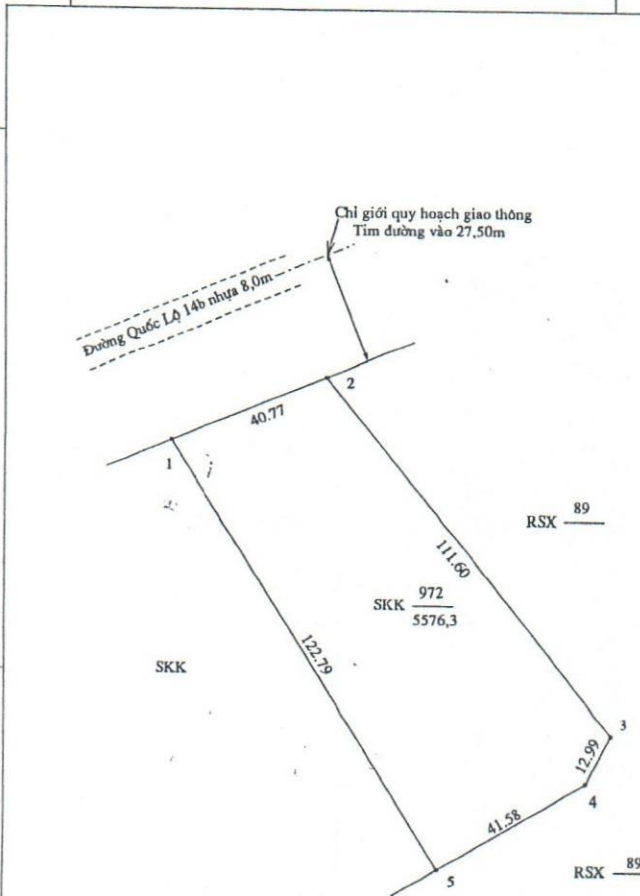 Chỉ giới quy hoạch giao thông
Tim đường vào 27,50m
Đường Quốc Lộ 14b nhựa 8,0m
2
40.77
1
RSX 89
111.60
SKK 972
5576,3
122.79
SKK
3
12.99
4
41.58
5
RSX 89